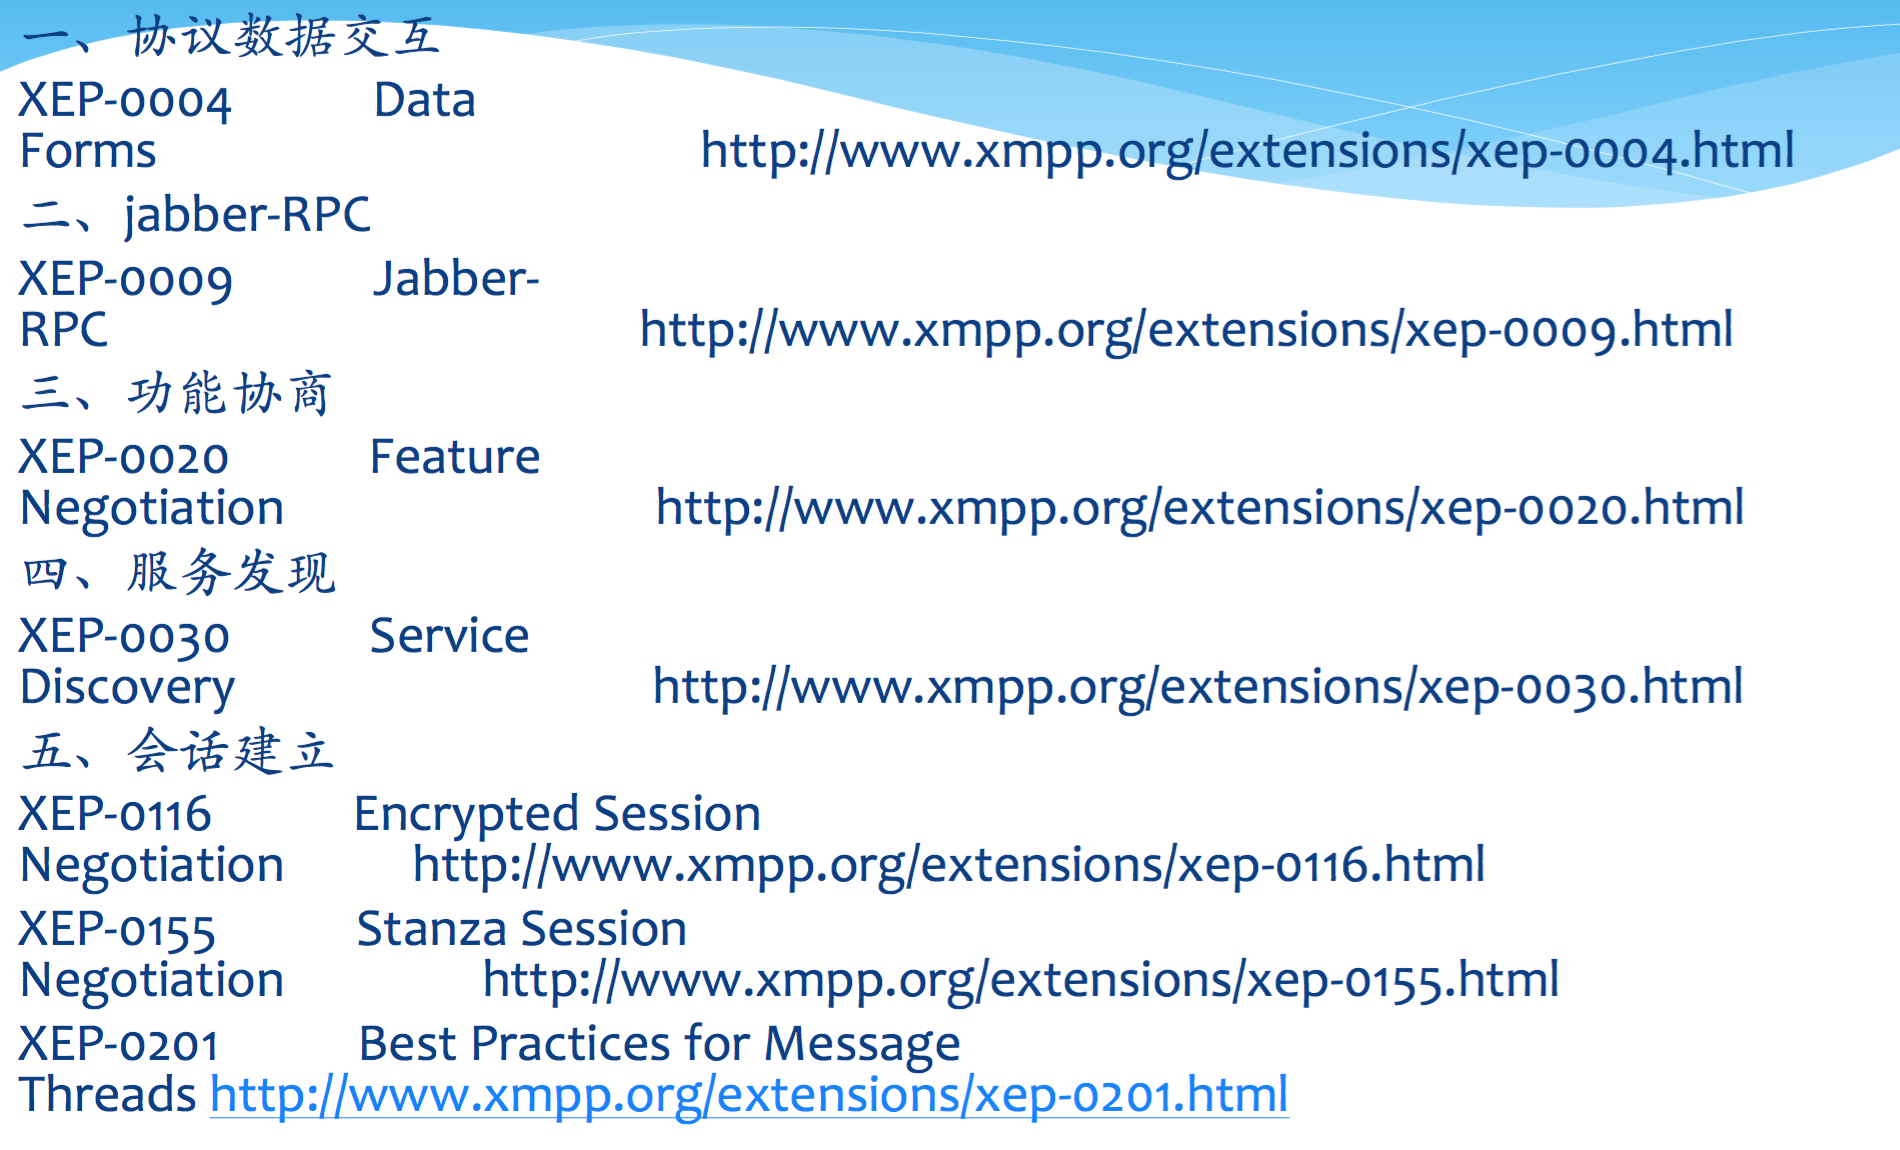 一、协议数据交互
XEP-0004 Data
Forms http://www.xmpp.org/extensions/xep-0004.html
二、jabber-RPC
XEP-0009 Jabber-
RPC http://www.xmpp.org/extensions/xep-0009.html
三、功能协商
XEP-0020 Feature
Negotiation http://www.xmpp.org/extensions/xep-0020.html
四、服务发现
XEP-0030 Service
Discovery http://www.xmpp.org/extensions/xep-0030.html
五、会话建立
XEP-0116 Encrypted Session
Negotiation http://www.xmpp.org/extensions/xep-0116.html
XEP-0155 Stanza Session
Negotiation http://www.xmpp.org/extensions/xep-0155.html
XEP-0201 Best Practices for Message
Threads http://www.xmpp.org/extensions/xep-0201.html